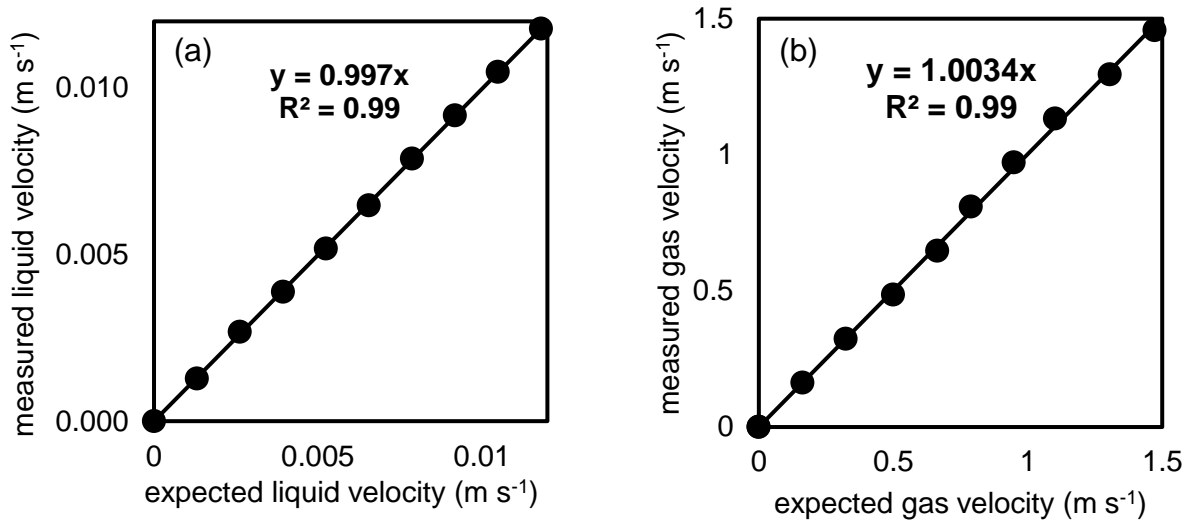 (a)
y = 0.997x
R² = 0.99
measured liquid velocity (m s⁻¹)
0.010
0.005
0.000
0
0.005
0.01
expected liquid velocity (m s⁻¹)
(b)
y = 1.0034x
R² = 0.99
measured gas velocity (m s⁻¹)
1.5
1
0.5
0
0
0.5
1
1.5
expected gas velocity (m s⁻¹)